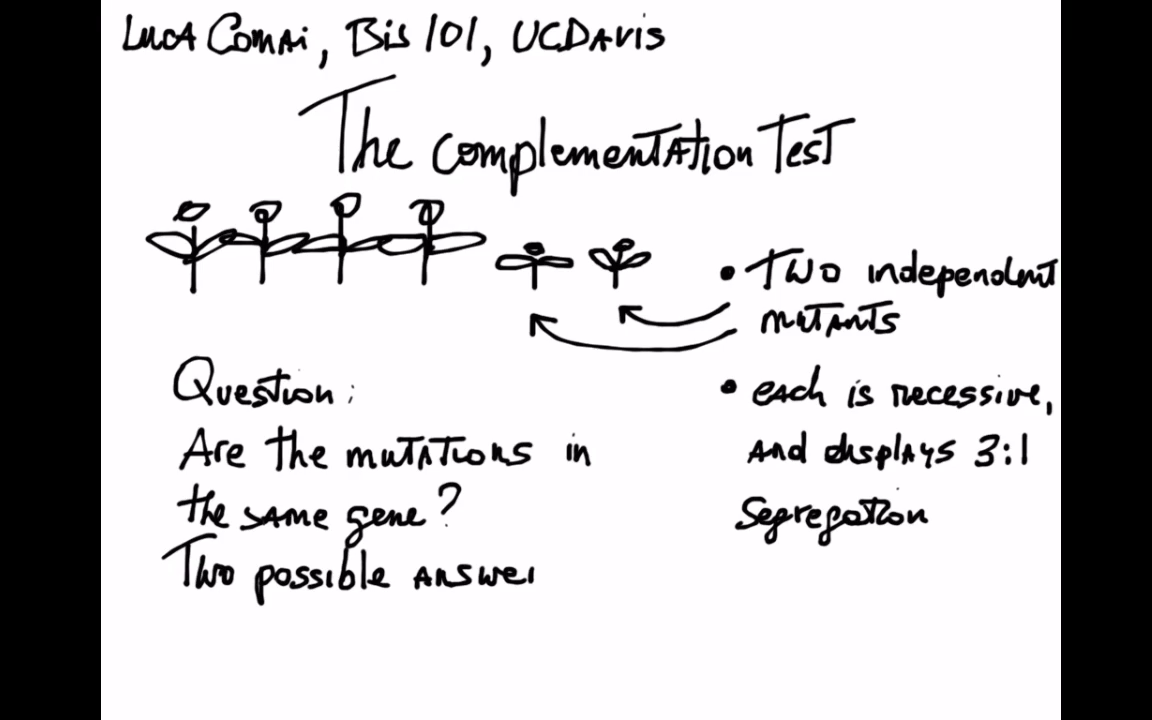 Luca Comai, Bis 101, UCDavis
The Complementation Test
• Two independent
mutants
Question:
• each is recessive,
Are the mutations in
and displays 3:1
the same gene?
segregation
Two possible answer